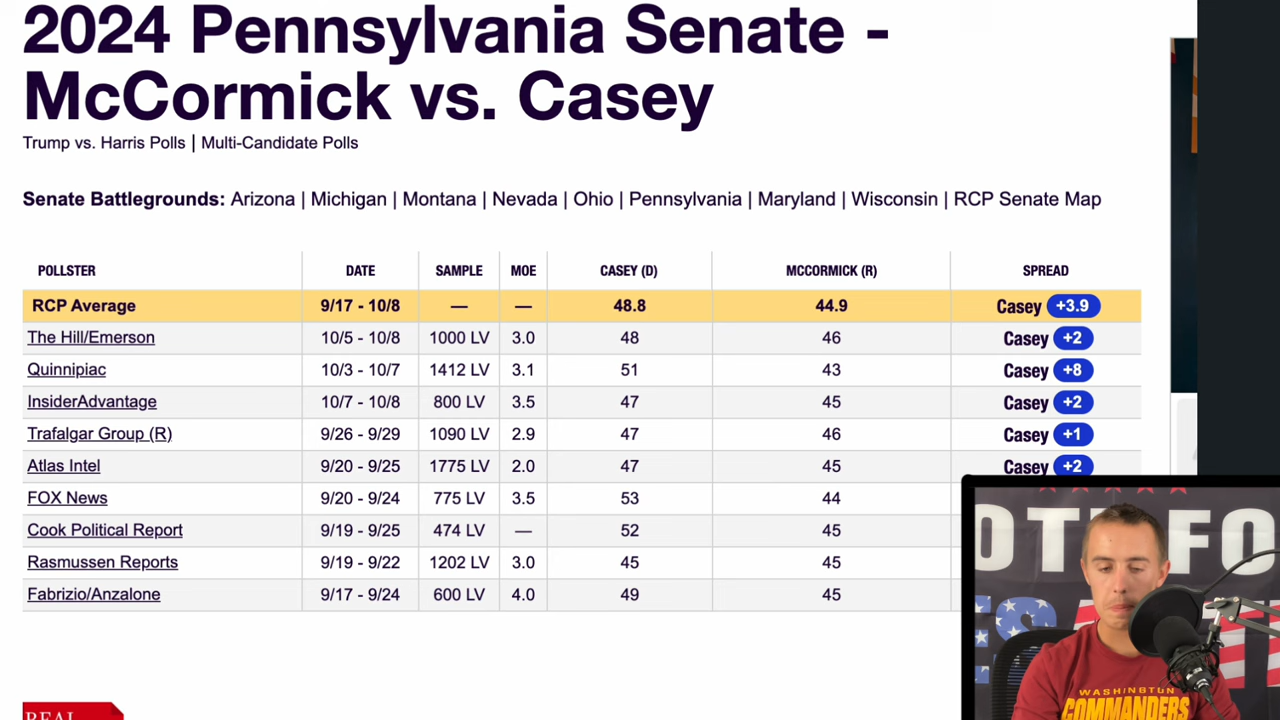 2024 Pennsylvania Senate -
McCormick vs. Casey
Trump vs. Harris Polls | Multi-Candidate Polls
Senate Battlegrounds: Arizona | Michigan | Montana | Nevada | Ohio | Pennsylvania | Maryland | Wisconsin | RCP Senate Map
POLLSTER DATE SAMPLE MOE CASEY (D) MCCORMICK (R) SPREAD
RCP Average 9/17 - 10/8 — — 48.8 44.9 Casey +3.9
The Hill/Emerson 10/5 - 10/8 1000 LV 3.0 48 46 Casey +2
Quinnipiac 10/3 - 10/7 1412 LV 3.1 51 43 Casey +8
InsiderAdvantage 10/7 - 10/8 800 LV 3.5 47 45 Casey +2
Trafalgar Group (R) 9/26 - 9/29 1090 LV 2.9 47 46 Casey +1
Atlas Intel 9/20 - 9/25 1775 LV 2.0 47 45 Casey +2
FOX News 9/20 - 9/24 775 LV 3.5 53 44
Cook Political Report 9/19 - 9/25 474 LV — 52 45
Rasmussen Reports 9/19 - 9/22 1202 LV 3.0 45 45
Fabrizio/Anzalone 9/17 - 9/24 600 LV 4.0 49 45
REAL
OTE FO
WASHINGTON
COMMANDERS